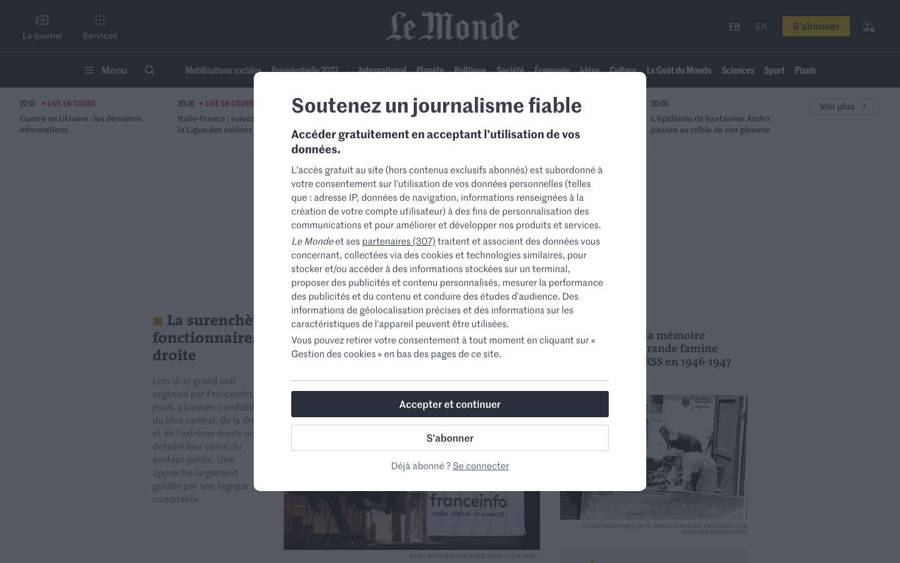 Le Monde
La journal
Services
FR
EN
S'abonner
Menu
Mobilisations sociales
Présidentielle 2027
International
Planète
Politique
Société
Économie
Idées
Culture
Le Goût du Monde
Sciences
Sport
Pixels
22:10 • LIVE EN COURS
Guerre en Ukraine : les dernières
informations
20:30 • LIVE EN COURS
Italie-France : suivez
la Ligue des nations
20:00
L'épidémie de hantavirus Andes
passée au crible de son génome
Voir plus
Soutenez un journalisme fiable
Accéder gratuitement en acceptant l'utilisation de vos
données.
L'accès gratuit au site (hors contenus exclusifs abonnés) est subordonné à
votre consentement sur l'utilisation de vos données personnelles (telles
que : adresse IP, données de navigation, informations renseignées à la
création de votre compte utilisateur) à des fins de personnalisation des
communications et pour améliorer et développer nos produits et services.
Le Monde et ses partenaires (307) traitent et associent des données vous
concernant, collectées via des cookies et technologies similaires, pour
stocker et/ou accéder à des informations stockées sur un terminal,
proposer des publicités et contenu personnalisés, mesurer la performance
des publicités et du contenu et conduire des études d'audience. Des
informations de géolocalisation précises et des informations sur les
caractéristiques de l'appareil peuvent être utilisées.
Vous pouvez retirer votre consentement à tout moment en cliquant sur «
Gestion des cookies » en bas des pages de ce site.
Accepter et continuer
S'abonner
Déjà abonné ? Se connecter
La surenchè
fonctionnaire
droite
Lors d'un grand oral
organisé par Franceinfo,
jeudi, plusieurs candidat
du bloc central, de la dro
et de l'extrême droite on
détaillé leur vision du
secteur public. Une
approche largement
guidée par une logique
comptable.
franceinfo
la mémoire
rande famine
RSS en 1946-1947